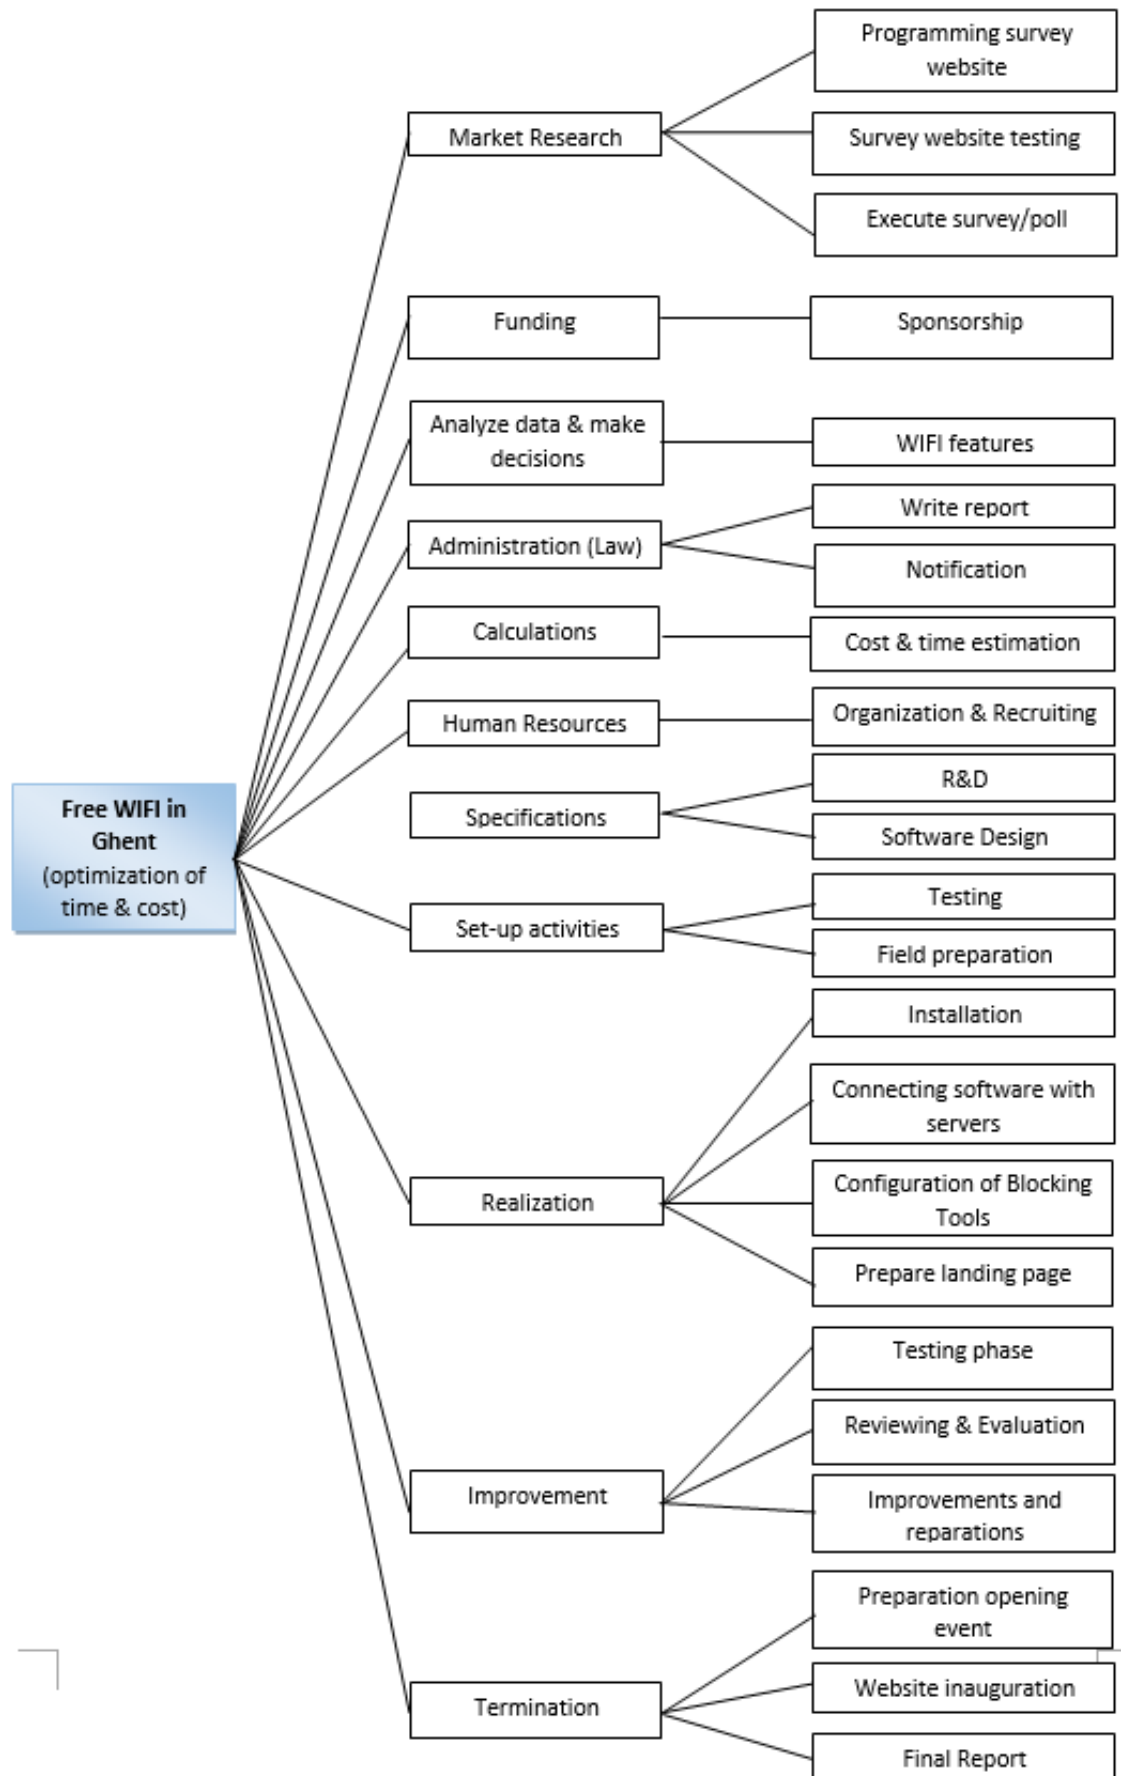 Programming survey
website
Market Research
Survey website testing
Execute survey/poll
Funding
Sponsorship
Analyze data & make
decisions
WIFI features
Write report
Administration (Law)
Notification
Calculations
Cost & time estimation
Human Resources
Organization & Recruiting
Free WIFI in
Ghent
(optimization of
time & cost)
R&D
Specifications
Software Design
Testing
Set-up activities
Field preparation
Installation
Connecting software with
servers
Realization
Configuration of Blocking
Tools
Prepare landing page
Testing phase
Reviewing & Evaluation
Improvement
Improvements and
reparations
Preparation opening
event
Website inauguration
Termination
Final Report